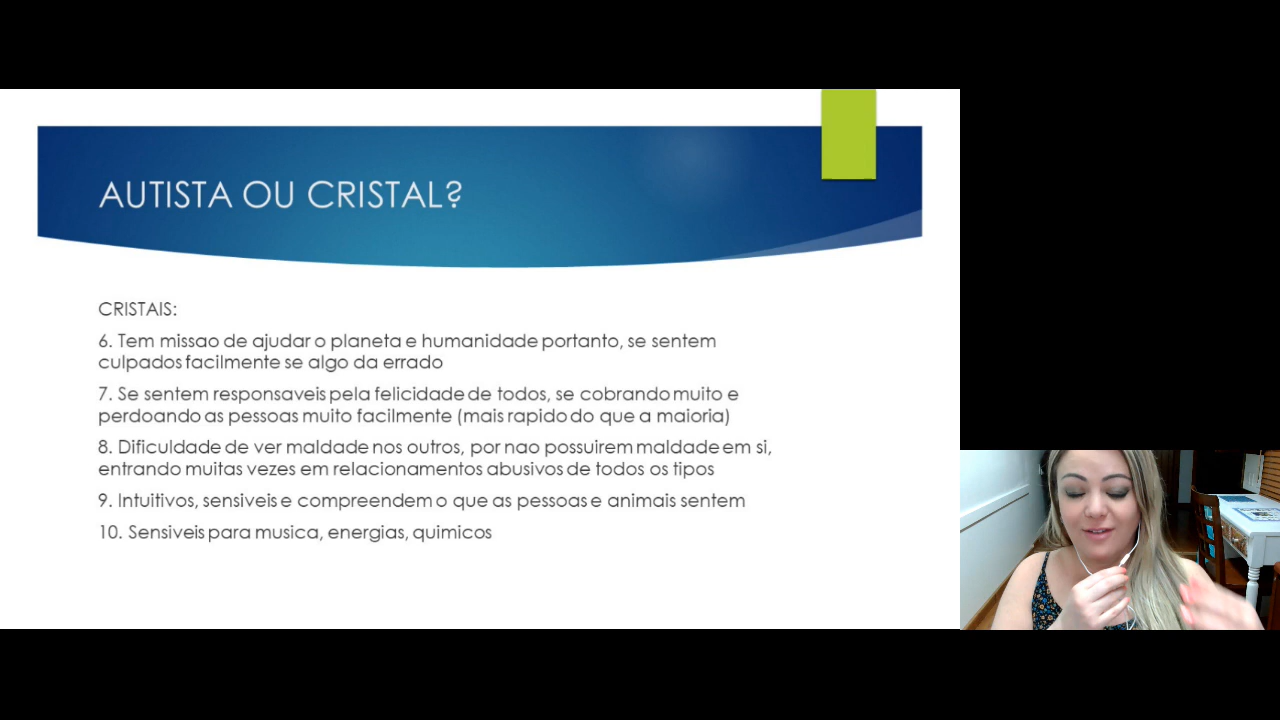 AUTISTA OU CRISTAL?
CRISTAIS:
6. Tem missao de ajudar o planeta e humanidade portanto, se sentem
culpados facilmente se algo da errado
7. Se sentem responsaveis pela felicidade de todos, se cobrando muito e
perdoando as pessoas muito facilmente (mais rapido do que a maioria)
8. Dificuldade de ver maldade nos outros, por nao possuirem maldade em si,
entrando muitas vezes em relacionamentos abusivos de todos os tipos
9. Intuitivos, sensiveis e compreendem o que as pessoas e animais sentem
10. Sensiveis para musica, energias, quimicos